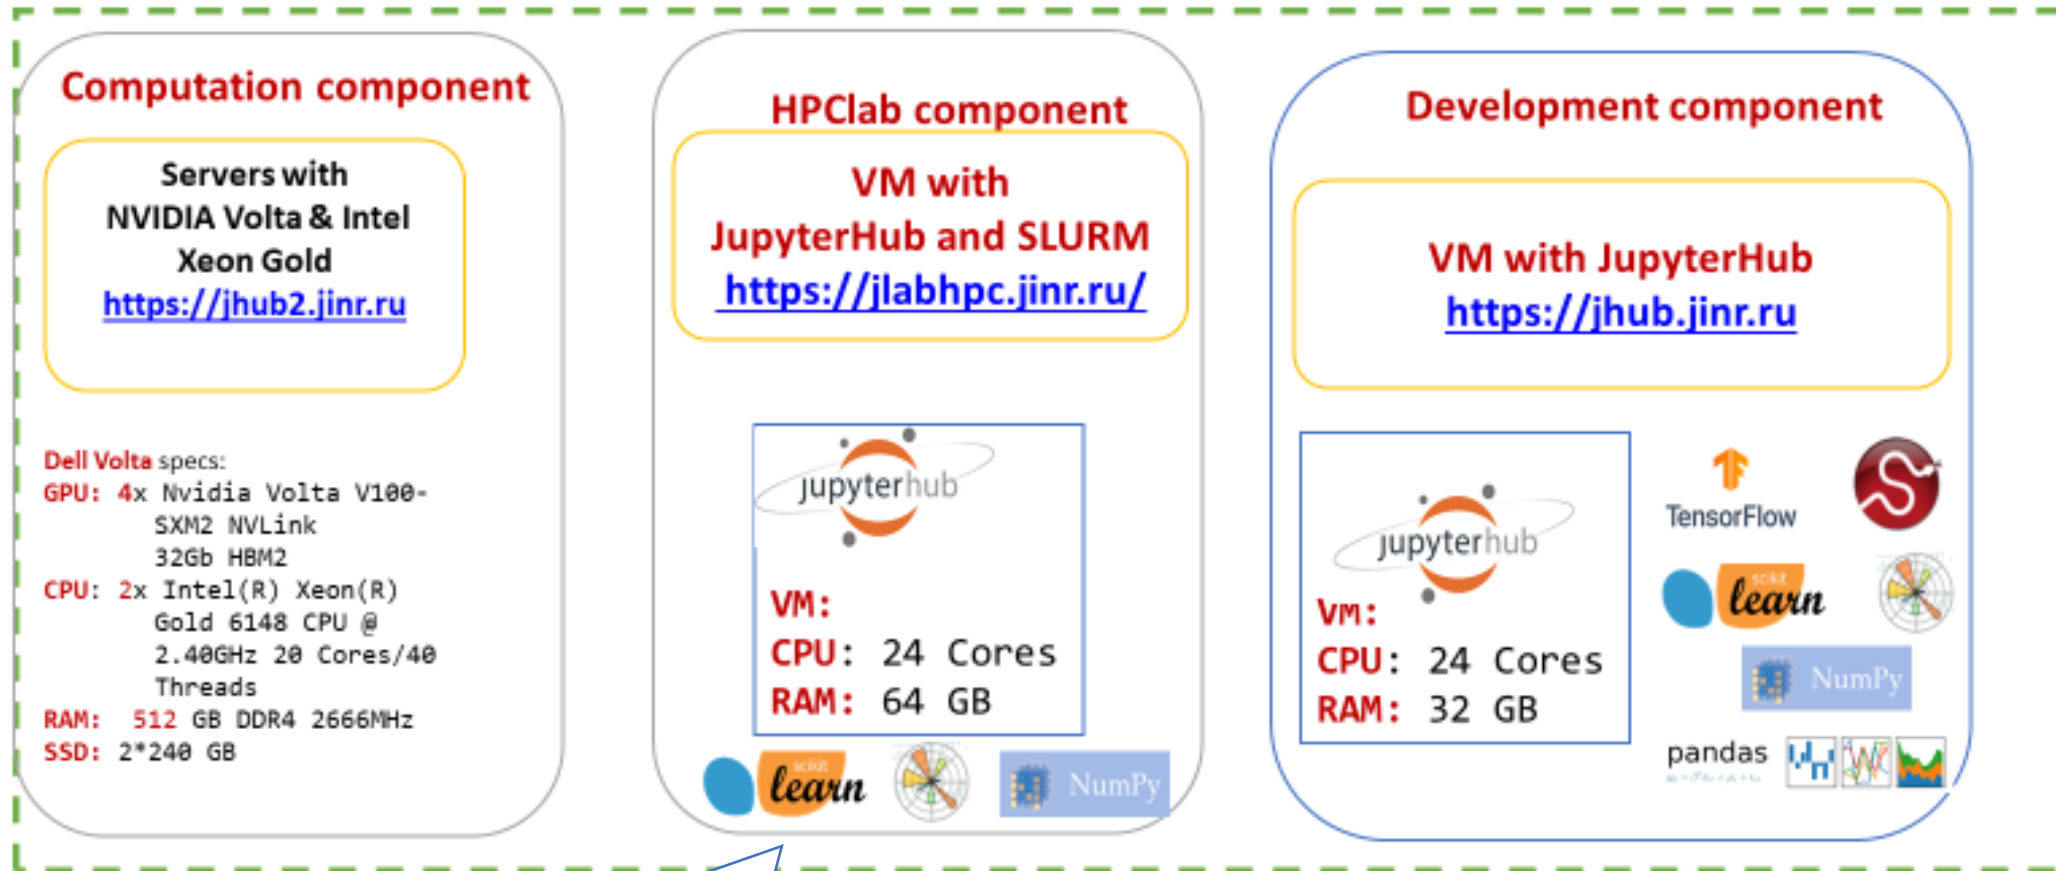 Computation component
Servers with
NVIDIA Volta & Intel
Xeon Gold
https://jhub2.jinr.ru
Dell Volta specs:
GPU: 4x Nvidia Volta V100-
SXM2 NVLink
32Gb HBM2
CPU: 2x Intel(R) Xeon(R)
Gold 6148 CPU @
2.40GHz 20 Cores/40
Threads
RAM: 512 GB DDR4 2666MHz
SSD: 2*240 GB
HPClab component
VM with
JupyterHub and SLURM
https://jlabhpc.jinr.ru/
jupyterhub
VM:
CPU: 24 Cores
RAM: 64 GB
scikit
learn
NumPy
Development component
VM with JupyterHub
https://jhub.jinr.ru
jupyterhub
VM:
CPU: 24 Cores
RAM: 32 GB
TensorFlow
scikit
learn
NumPy
pandas